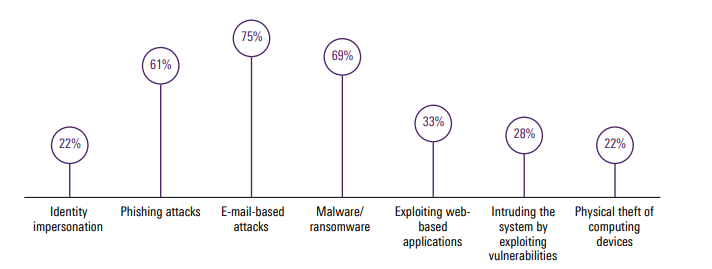 75%
69%
61%
33%
28%
22%
22%
Identity
impersonation
Phishing attacks
E-mail-based
attacks
Malware/
ransomware
Exploiting web-
based
applications
Intruding the
system by
exploiting
vulnerabilities
Physical theft of
computing
devices